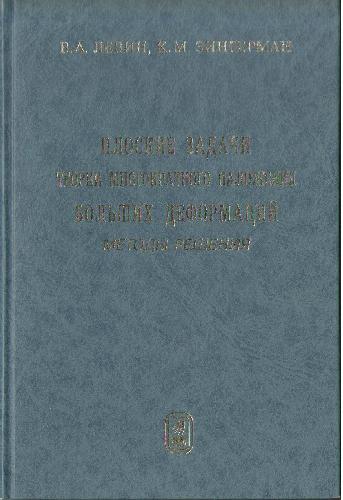 В.А. ЛЕВИН, К.М. ЗИНГЕРМАН
ПЛОСКИЕ ЗАДАЧИ
ТЕОРИИ МНОГОКРАТНОГО НАЛОЖЕНИЯ
БОЛЬШИХ ДЕФОРМАЦИЙ
МЕТОДЫ РЕШЕНИЯ